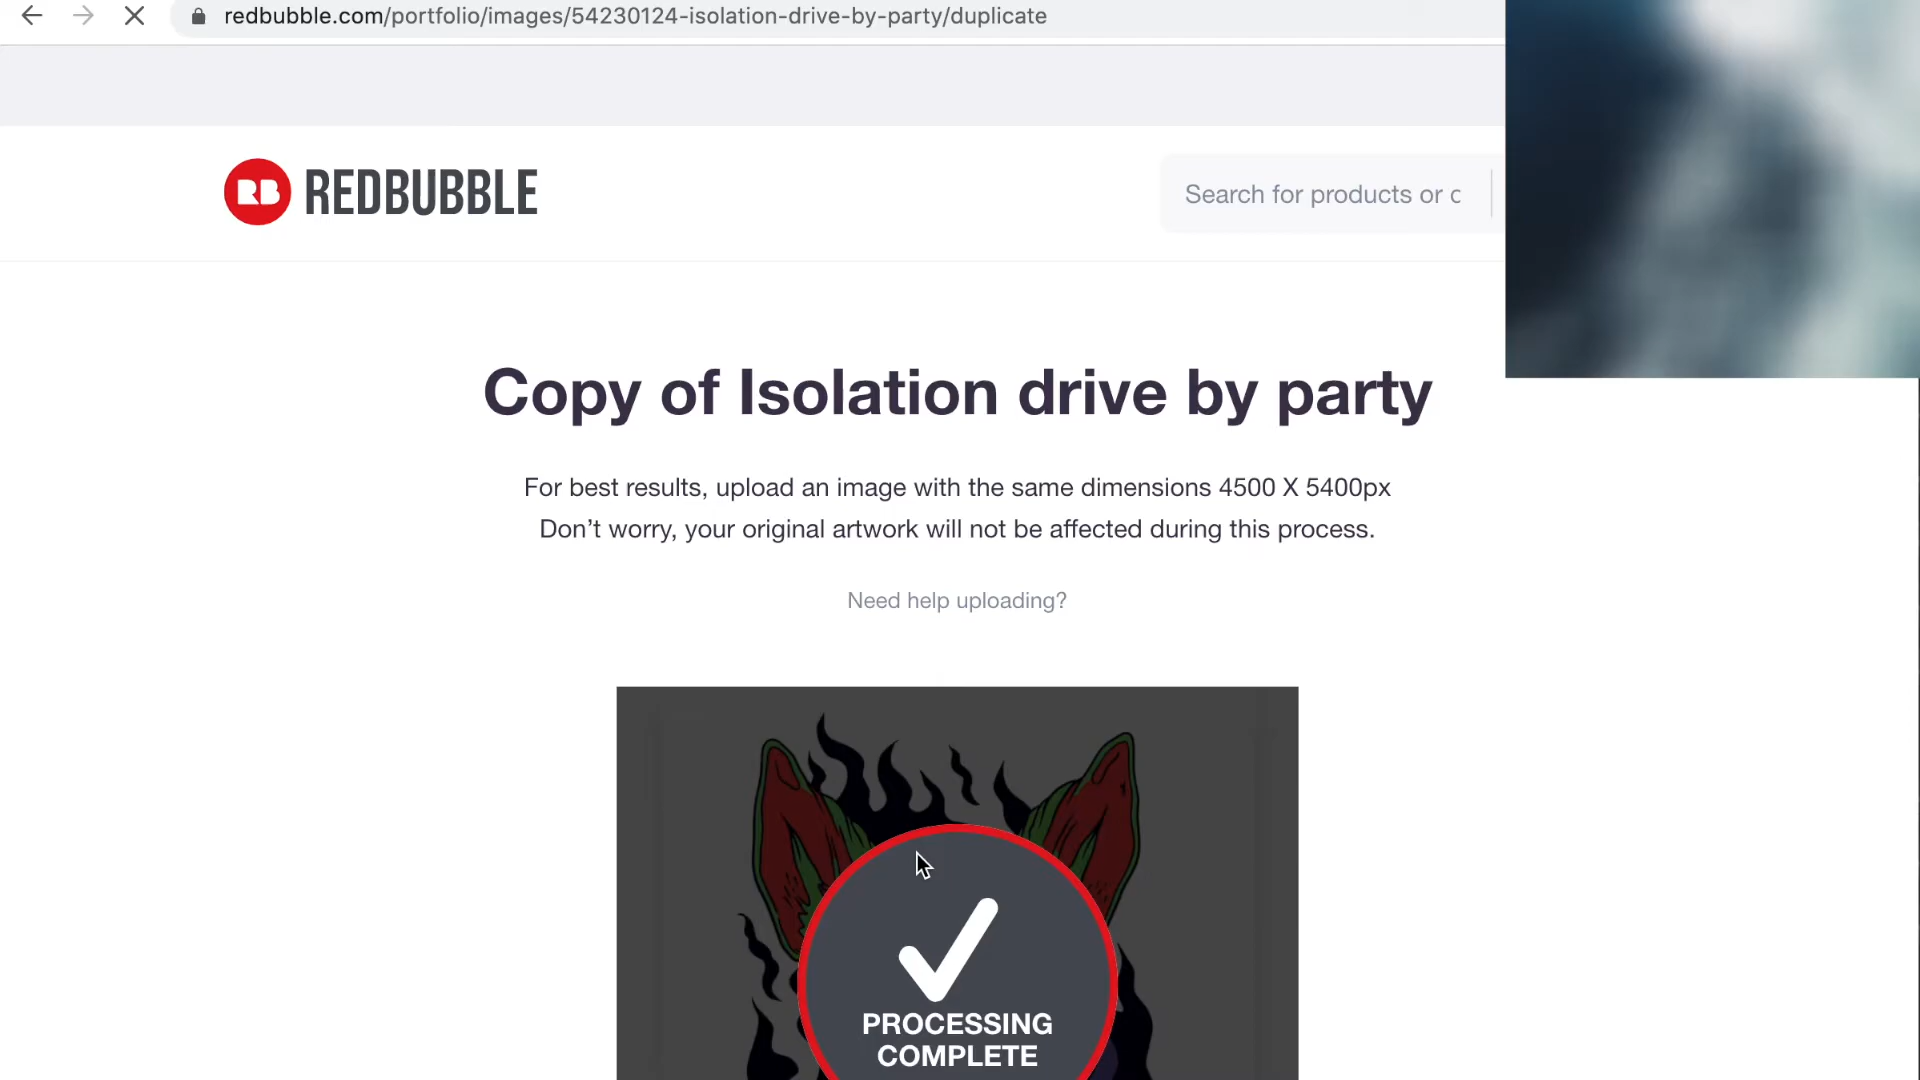 redbubble.com/portfolio/images/54230124-isolation-drive-by-party/duplicate
RB REDBUBBLE
Search for products or c
Copy of Isolation drive by party
For best results, upload an image with the same dimensions 4500 X 5400px
Don’t worry, your original artwork will not be affected during this process.
Need help uploading?
PROCESSING
COMPLETE